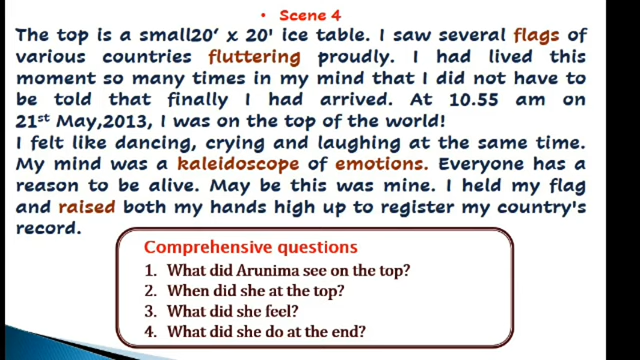 • Scene 4
The top is a small20‘ x 20' ice table. I saw several flags of
various countries fluttering proudly. I had lived this
moment so many times in my mind that I did not have to
be told that finally I had arrived. At 10.55 am on
21st May,2013, I was on the top of the world!
I felt like dancing, crying and laughing at the same time.
My mind was a kaleidoscope of emotions. Everyone has a
reason to be alive. May be this was mine. I held my flag
and raised both my hands high up to register my country's
record.
Comprehensive questions
1. What did Arunima see on the top?
2. When did she at the top?
3. What did she feel?
4. What did she do at the end?